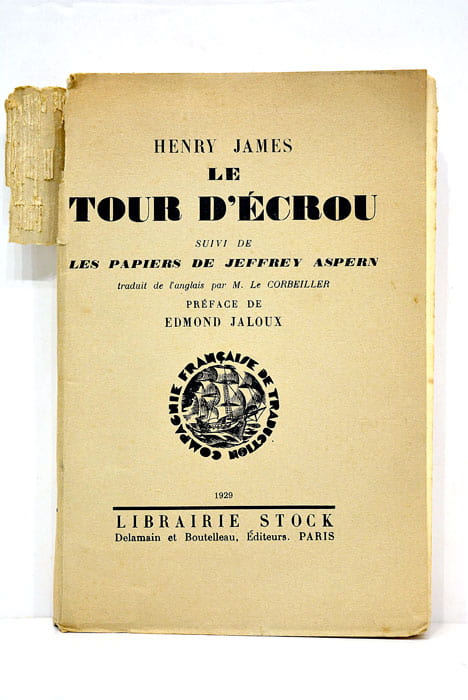 HENRY JAMES
LE
TOUR D'ÉCROU
SUIVI DE
LES PAPIERS DE JEFFREY ASPERN
traduit de l'anglais par M. Le CORBEILLER
PRÉFACE DE
EDMOND JALOUX
COMPAGNIE FRANÇAISE DE TRADUCTION
1929
LIBRAIRIE STOCK
Delamain et Boutelleau, Éditeurs. PARIS